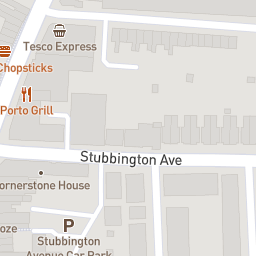 Tesco Express
Chopsticks
Porto Grill
Stubbington Ave
ornerstone House
oze
P
Stubbington
Avenue Car Park